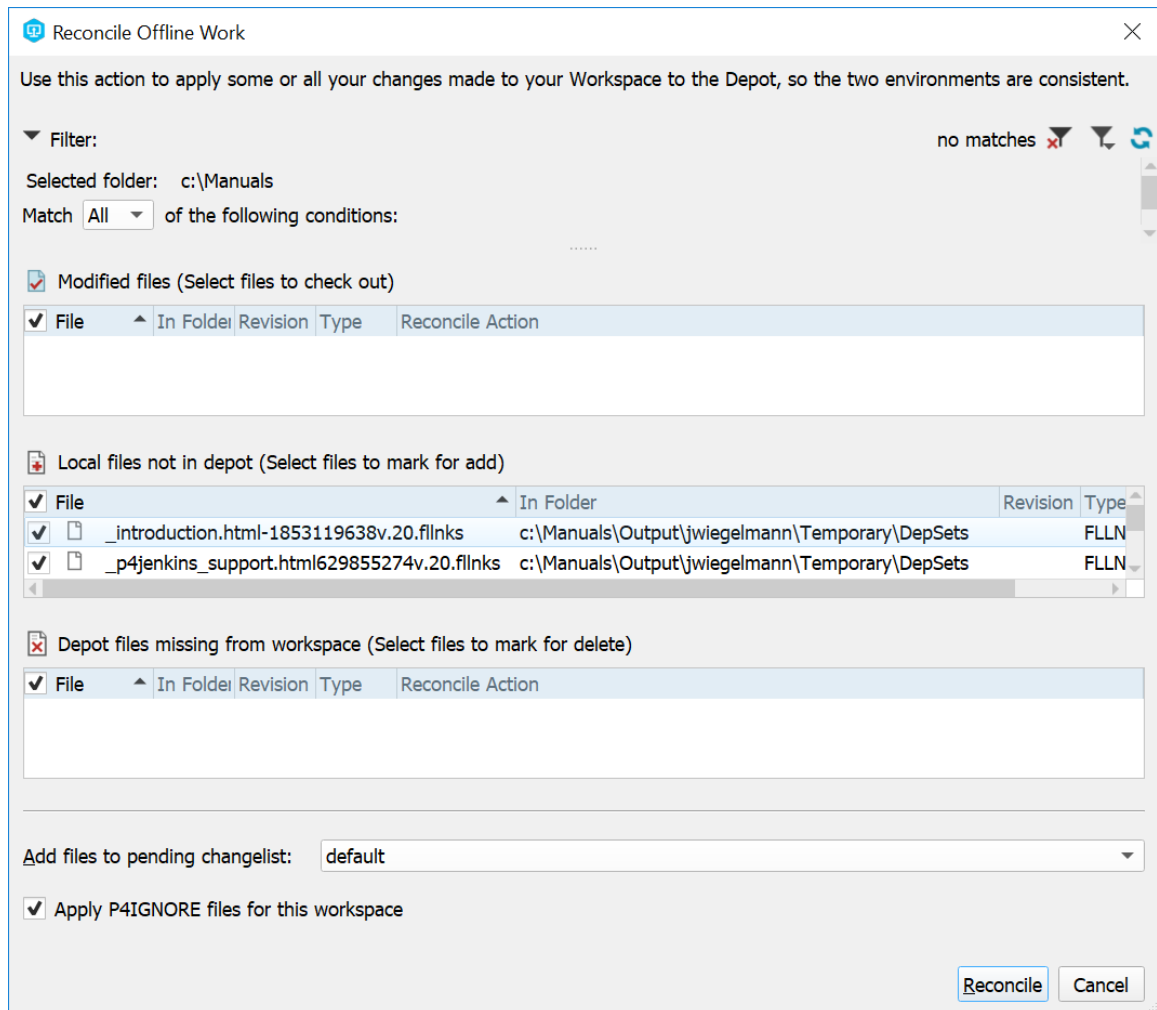 Reconcile Offline Work
Use this action to apply some or all your changes made to your Workspace to the Depot, so the two environments are consistent.
Filter: no matches
Selected folder: c:\Manuals
Match All of the following conditions:
Modified files (Select files to check out)
File In Folder Revision Type Reconcile Action
Local files not in depot (Select files to mark for add)
File In Folder Revision Type
_introduction.html-1853119638v.20.fllnks c:\Manuals\Output\jwiegelmann\Temporary\DepSets FLLN
_p4jenkins_support.html629855274v.20.fllnks c:\Manuals\Output\jwiegelmann\Temporary\DepSets FLLN
Depot files missing from workspace (Select files to mark for delete)
File In Folder Revision Type Reconcile Action
Add files to pending changelist: default
Apply P4IGNORE files for this workspace
Reconcile Cancel